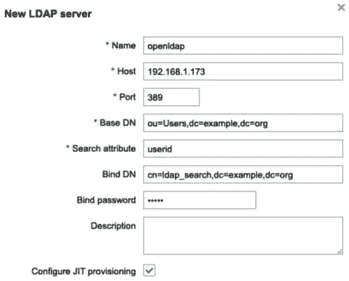 New LDAP server
* Name openldap
* Host 192.168.1.173
* Port 389
* Base DN ou=Users,dc=example,dc=org
* Search attribute userid
Bind DN cn=ldap_search,dc=example,dc=org
Bind password •••••
Description
Configure JIT provisioning